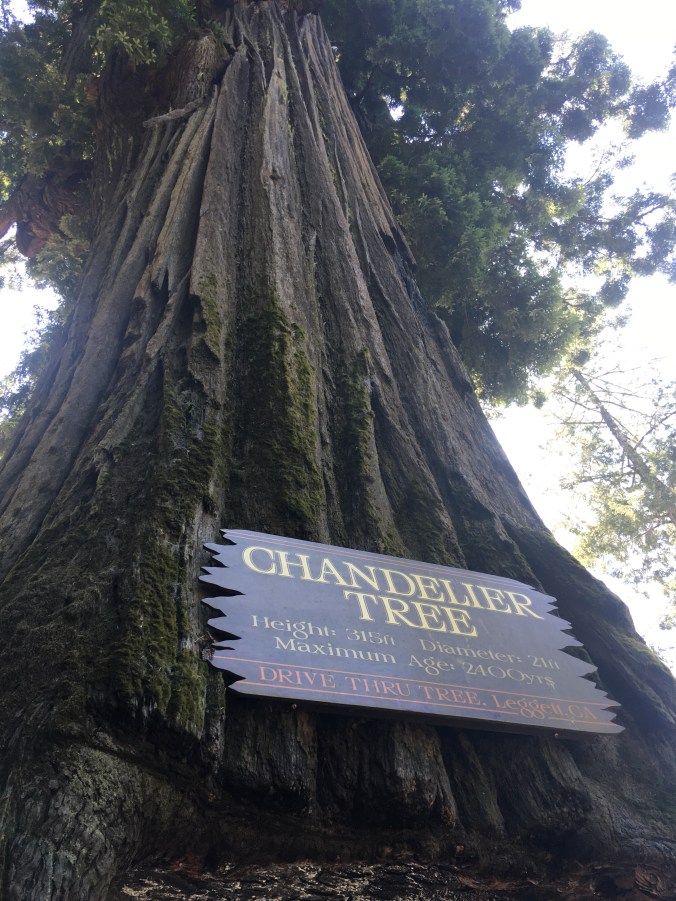 CHANDELIER
TREE
Height: 315ft Diameter: 21ft
Maximum Age: 2400yrs
DRIVE THRU TREE, Leggett, CA